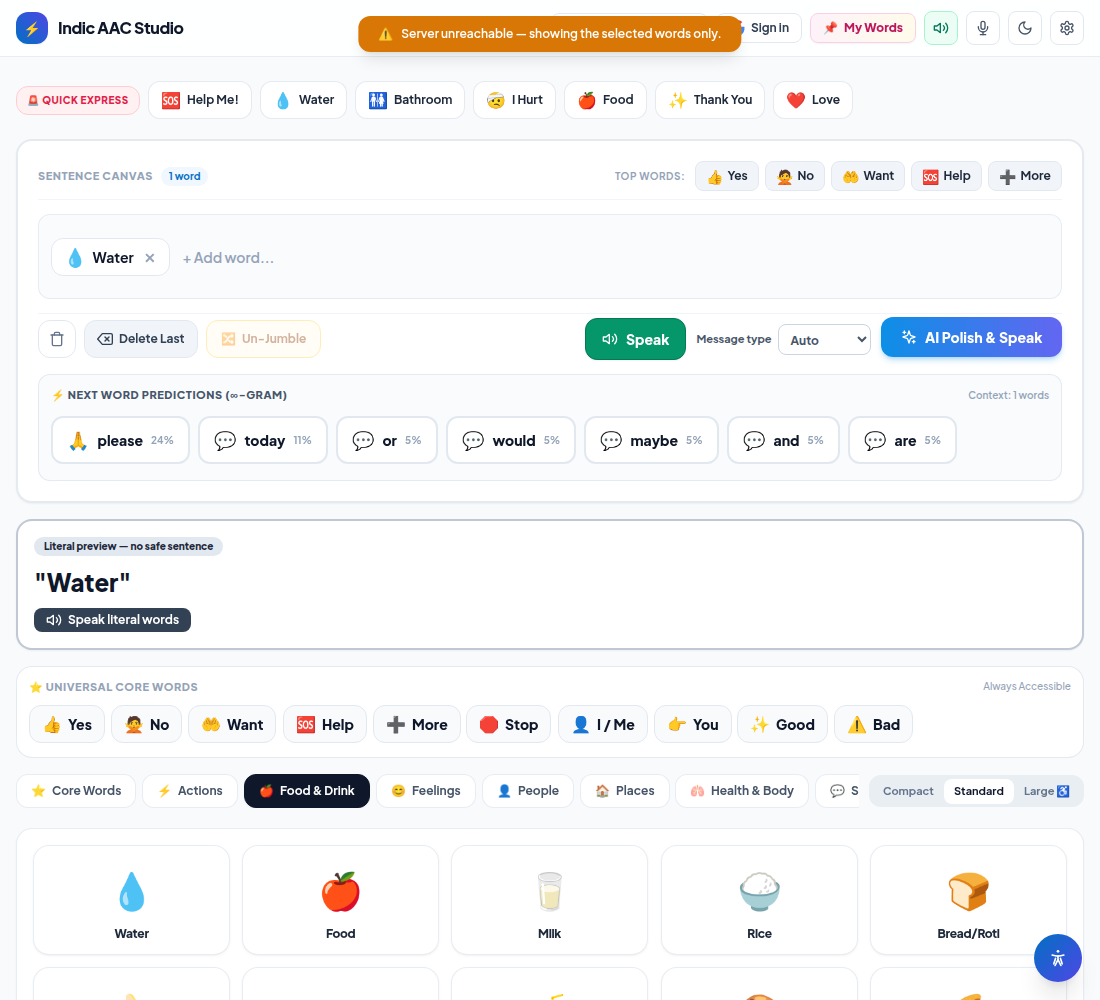 Indic AAC Studio
Server unreachable — showing the selected words only.
Sign in
My Words
QUICK EXPRESS
Help Me!
Water
Bathroom
I Hurt
Food
Thank You
Love
SENTENCE CANVAS 1 word
TOP WORDS: Yes No Want Help More
Water × + Add word...
Delete Last Un-Jumble Speak Message type Auto AI Polish & Speak
NEXT WORD PREDICTIONS (∞-GRAM) Context: 1 words
please 24% today 11% or 5% would 5% maybe 5% and 5% are 5%
Literal preview — no safe sentence
"Water"
Speak literal words
UNIVERSAL CORE WORDS Always Accessible
Yes No Want Help More Stop I / Me You Good Bad
Core Words Actions Food & Drink Feelings People Places Health & Body S Compact Standard Large
Water Food Milk Rice Bread/Roti